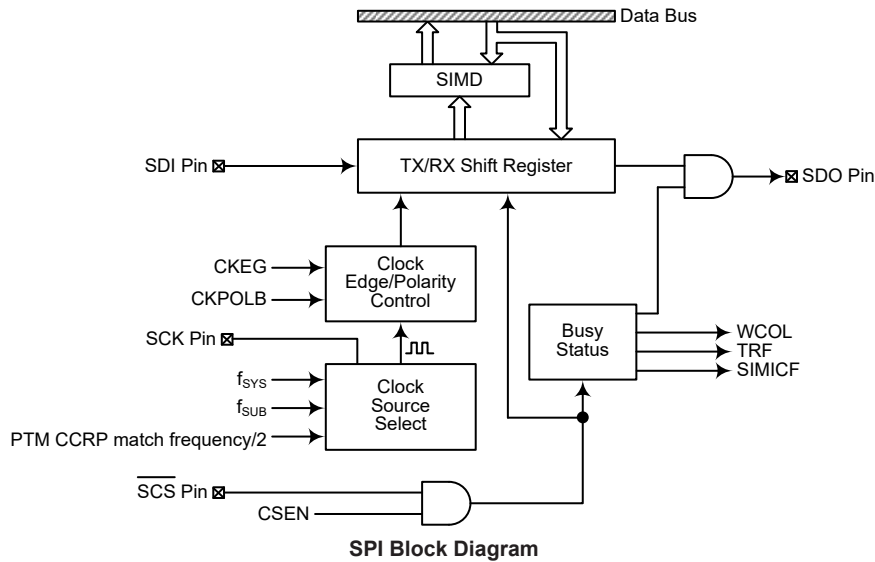 Data Bus
SIMD
SDI Pin
TX/RX Shift Register
SDO Pin
CKEG
CKPOLB
Clock
Edge/Polarity
Control
SCK Pin
Busy
Status
WCOL
TRF
SIMICF
fSYS
fSUB
PTM CCRP match frequency/2
Clock
Source
Select
SCS Pin
CSEN
SPI Block Diagram